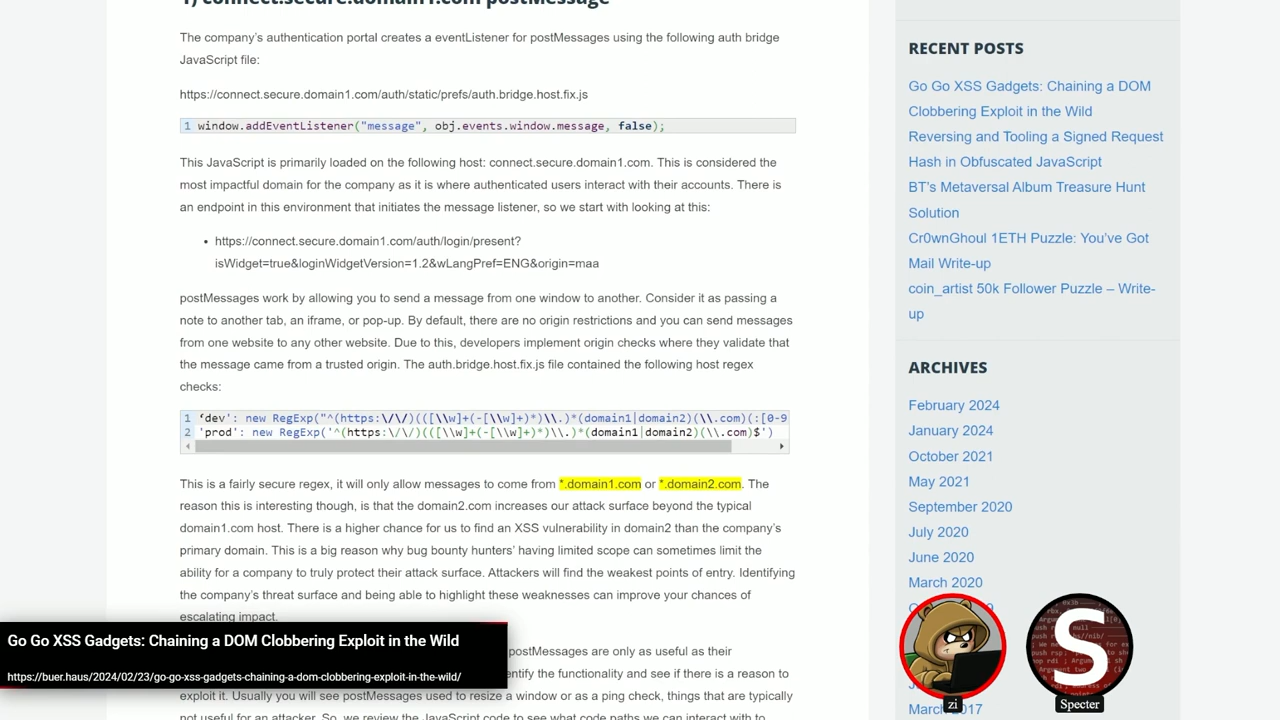 1) connect.secure.domain1.com postMessage
The company's authentication portal creates a eventListener for postMessages using the following auth bridge
JavaScript file:
https://connect.secure.domain1.com/auth/static/prefs/auth.bridge.host.fix.js
1 window.addEventListener("message", obj.events.window.message, false);
This JavaScript is primarily loaded on the following host: connect.secure.domain1.com. This is considered the
most impactful domain for the company as it is where authenticated users interact with their accounts. There is
an endpoint in this environment that initiates the message listener, so we start with looking at this:
• https://connect.secure.domain1.com/auth/login/present?
isWidget=true&loginWidgetVersion=1.2&wLangPref=ENG&origin=maa
postMessages work by allowing you to send a message from one window to another. Consider it as passing a
note to another tab, an iframe, or pop-up. By default, there are no origin restrictions and you can send messages
from one website to any other website. Due to this, developers implement origin checks where they validate that
the message came from a trusted origin. The auth.bridge.host.fix.js file contained the following host regex
checks:
1 ‘dev': new RegExp("^(https:\/\/)(([\\w]+(-[\\w]+)*)\\.)*(domain1|domain2)(\\.com)(:[0-9
2 'prod': new RegExp('^(https:\/\/)(([\\w]+(-[\\w]+)*)\\.)*(domain1|domain2)(\\.com)$')
This is a fairly secure regex, it will only allow messages to come from *.domain1.com or *.domain2.com. The
reason this is interesting though, is that the domain2.com increases our attack surface beyond the typical
domain1.com host. There is a higher chance for us to find an XSS vulnerability in domain2 than the company's
primary domain. This is a big reason why bug bounty hunters' having limited scope can sometimes limit the
ability for a company to truly protect their attack surface. Attackers will find the weakest points of entry. Identifying
the company's threat surface and being able to highlight these weaknesses can improve your chances of
escalating impact.
postMessages are only as useful as their
entify the functionality and see if there is a reason to
exploit it. Usually you will see postMessages used to resize a window or as a ping check, things that are typically
not useful for an attacker. So, we review the JavaScript code to see what code paths we can interact with to
RECENT POSTS
Go Go XSS Gadgets: Chaining a DOM
Clobbering Exploit in the Wild
Reversing and Tooling a Signed Request
Hash in Obfuscated JavaScript
BT's Metaversal Album Treasure Hunt
Solution
Cr0wnGhoul 1ETH Puzzle: You've Got
Mail Write-up
coin_artist 50k Follower Puzzle – Write-
up
ARCHIVES
February 2024
January 2024
October 2021
May 2021
September 2020
July 2020
June 2020
March 2020
March 2017
Go Go XSS Gadgets: Chaining a DOM Clobbering Exploit in the Wild
https://buer.haus/2024/02/23/go-go-xss-gadgets-chaining-a-dom-clobbering-exploit-in-the-wild/
zi
S
Specter